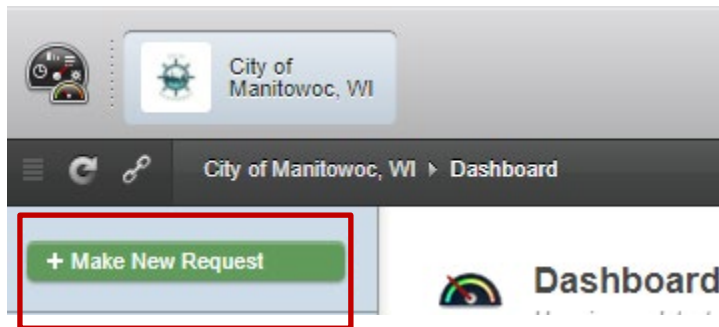 City of
Manitowoc, WI
City of Manitowoc, WI ▸ Dashboard
+ Make New Request
Dashboard